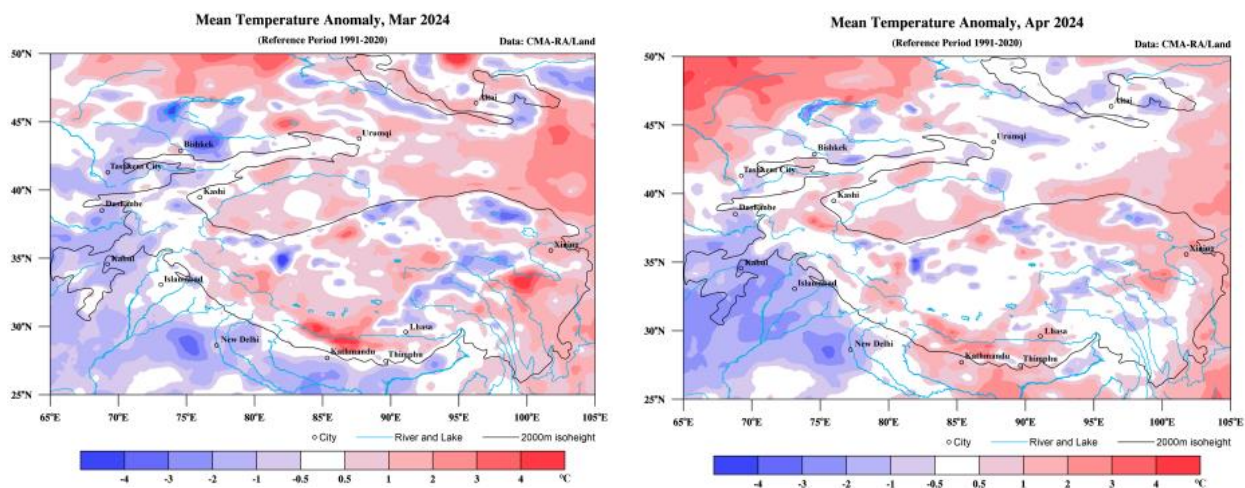 Mean Temperature Anomaly, Mar 2024
(Reference Period 1991-2020)
Data: CMA-RA/Land
50°N
45°N
40°N
35°N
30°N
25°N
65°E 70°E 75°E 80°E 85°E 90°E 95°E 100°E 105°E
Uliai
Urumqi
Bishkek
Tashkent City
Kashi
Dushanbe
Xining
Kabul
Islamabad
Lhasa
New Delhi
Kathmandu
Thimphu
City
River and Lake
2000m isoheight
-4 -3 -2 -1 -0.5 0.5 1 2 3 4 °C
Mean Temperature Anomaly, Apr 2024
(Reference Period 1991-2020)
Data: CMA-RA/Land
50°N
45°N
40°N
35°N
30°N
25°N
65°E 70°E 75°E 80°E 85°E 90°E 95°E 100°E 105°E
Urumqi
Bishkek
Tashkent City
Kashi
Dushanbe
Xining
Kabul
Islamabad
Lhasa
New Delhi
Kathmandu
Thimphu
City
River and Lake
2000m isoheight
-4 -3 -2 -1 -0.5 0.5 1 2 3 4 °C